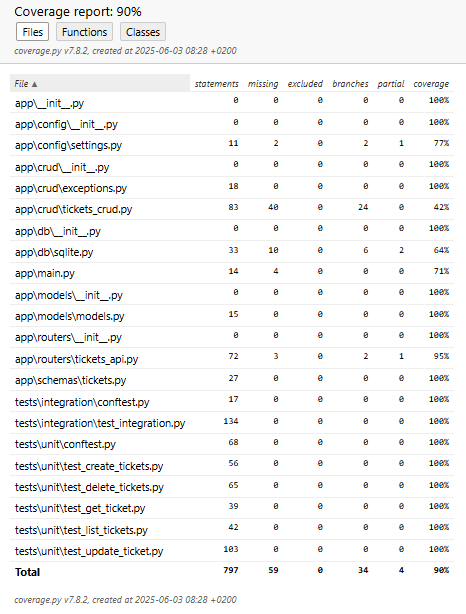 Coverage report: 90%
Files Functions Classes
coverage.py v7.8.2, created at 2025-06-03 08:28 +0200
File ▲ statements missing excluded branches partial coverage
app\__init__.py 0 0 0 0 0 100%
app\config\__init__.py 0 0 0 0 0 100%
app\config\settings.py 11 2 0 2 1 77%
app\crud\__init__.py 0 0 0 0 0 100%
app\crud\exceptions.py 18 0 0 0 0 100%
app\crud\tickets_crud.py 83 40 0 24 0 42%
app\db\__init__.py 0 0 0 0 0 100%
app\db\sqlite.py 33 10 0 6 2 64%
app\main.py 14 4 0 0 0 71%
app\models\__init__.py 0 0 0 0 0 100%
app\models\models.py 15 0 0 0 0 100%
app\routers\__init__.py 0 0 0 0 0 100%
app\routers\tickets_api.py 72 3 0 2 1 95%
app\schemas\tickets.py 27 0 0 0 0 100%
tests\integration\conftest.py 17 0 0 0 0 100%
tests\integration\test_integration.py 134 0 0 0 0 100%
tests\unit\conftest.py 68 0 0 0 0 100%
tests\unit\test_create_tickets.py 56 0 0 0 0 100%
tests\unit\test_delete_tickets.py 65 0 0 0 0 100%
tests\unit\test_get_ticket.py 39 0 0 0 0 100%
tests\unit\test_list_tickets.py 42 0 0 0 0 100%
tests\unit\test_update_ticket.py 103 0 0 0 0 100%
Total 797 59 0 34 4 90%
coverage.py v7.8.2, created at 2025-06-03 08:28 +0200